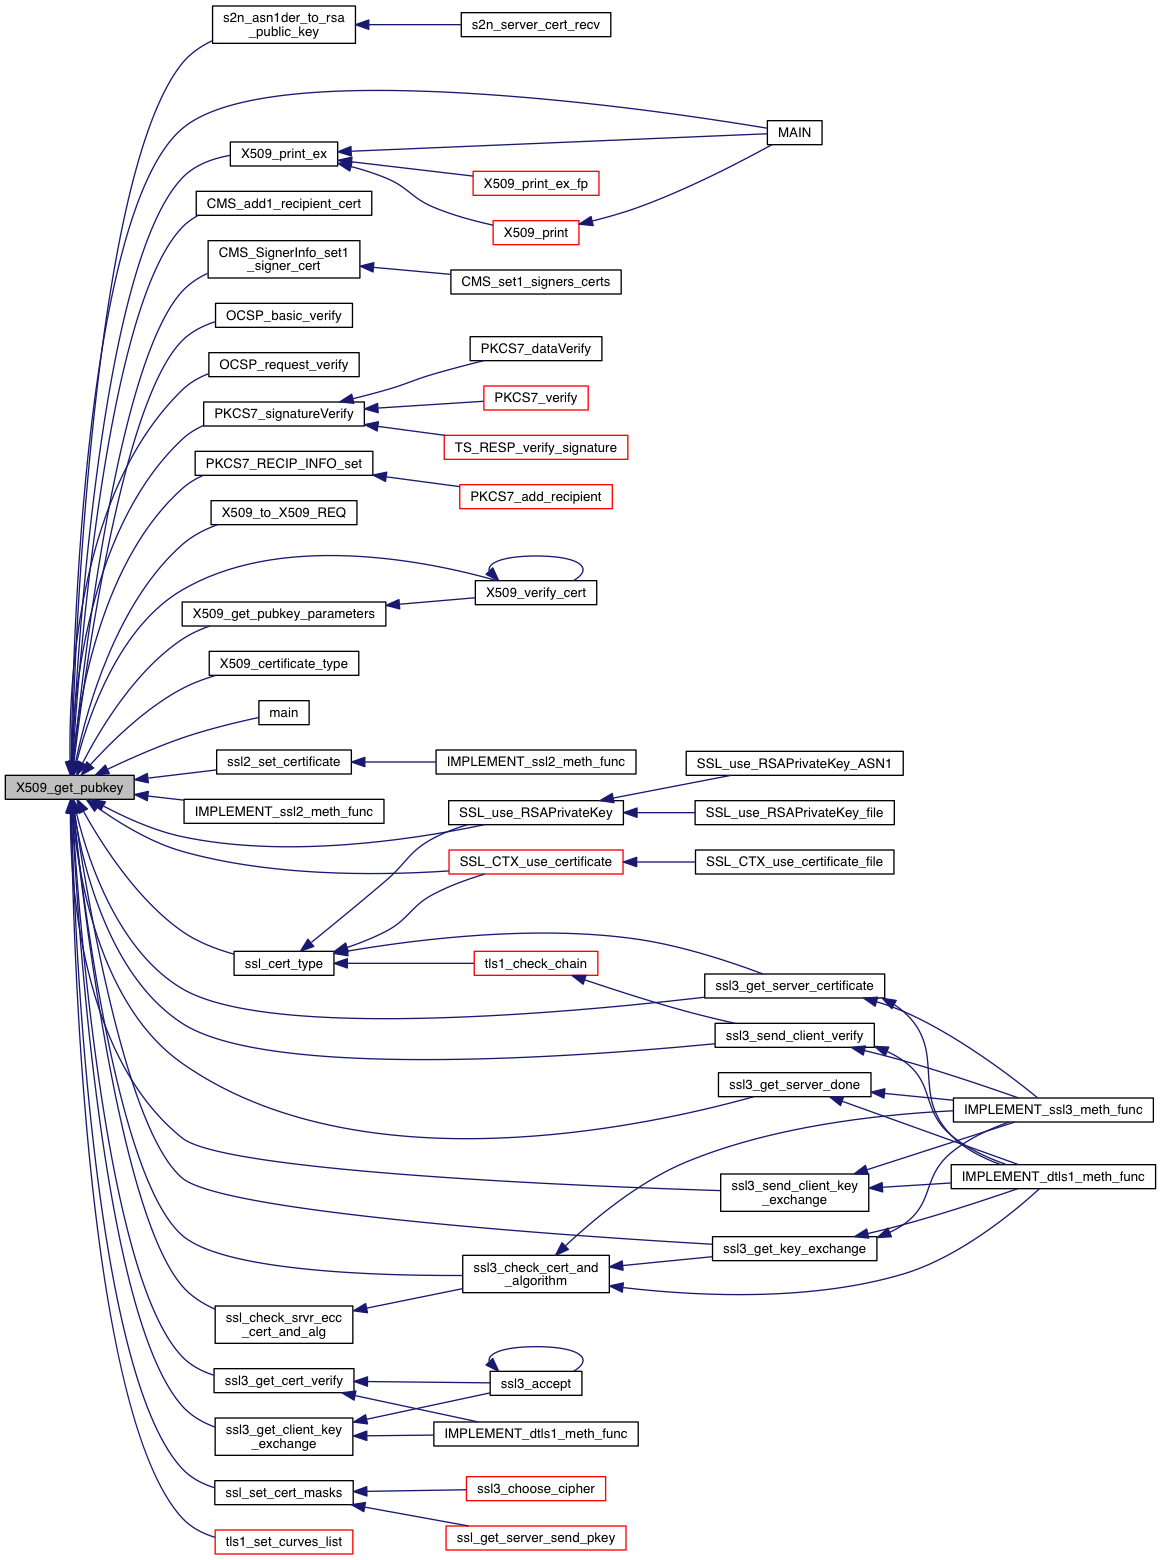 s2n_asn1der_to_rsa
_public_key
s2n_server_cert_recv
MAIN
X509_print_ex
X509_print_ex_fp
CMS_add1_recipient_cert
X509_print
CMS_SignerInfo_set1
_signer_cert
CMS_set1_signers_certs
OCSP_basic_verify
PKCS7_dataVerify
OCSP_request_verify
PKCS7_verify
PKCS7_signatureVerify
TS_RESP_verify_signature
PKCS7_RECIP_INFO_set
PKCS7_add_recipient
X509_to_X509_REQ
X509_verify_cert
X509_get_pubkey_parameters
X509_certificate_type
main
ssl2_set_certificate
IMPLEMENT_ssl2_meth_func
SSL_use_RSAPrivateKey_ASN1
X509_get_pubkey
IMPLEMENT_ssl2_meth_func
SSL_use_RSAPrivateKey
SSL_use_RSAPrivateKey_file
SSL_CTX_use_certificate
SSL_CTX_use_certificate_file
ssl_cert_type
tls1_check_chain
ssl3_get_server_certificate
ssl3_send_client_verify
ssl3_get_server_done
IMPLEMENT_ssl3_meth_func
IMPLEMENT_dtls1_meth_func
ssl3_send_client_key
_exchange
ssl3_get_key_exchange
ssl3_check_cert_and
_algorithm
ssl_check_srvr_ecc
_cert_and_alg
ssl3_get_cert_verify
ssl3_accept
ssl3_get_client_key
_exchange
IMPLEMENT_dtls1_meth_func
ssl_set_cert_masks
ssl3_choose_cipher
tls1_set_curves_list
ssl_get_server_send_pkey